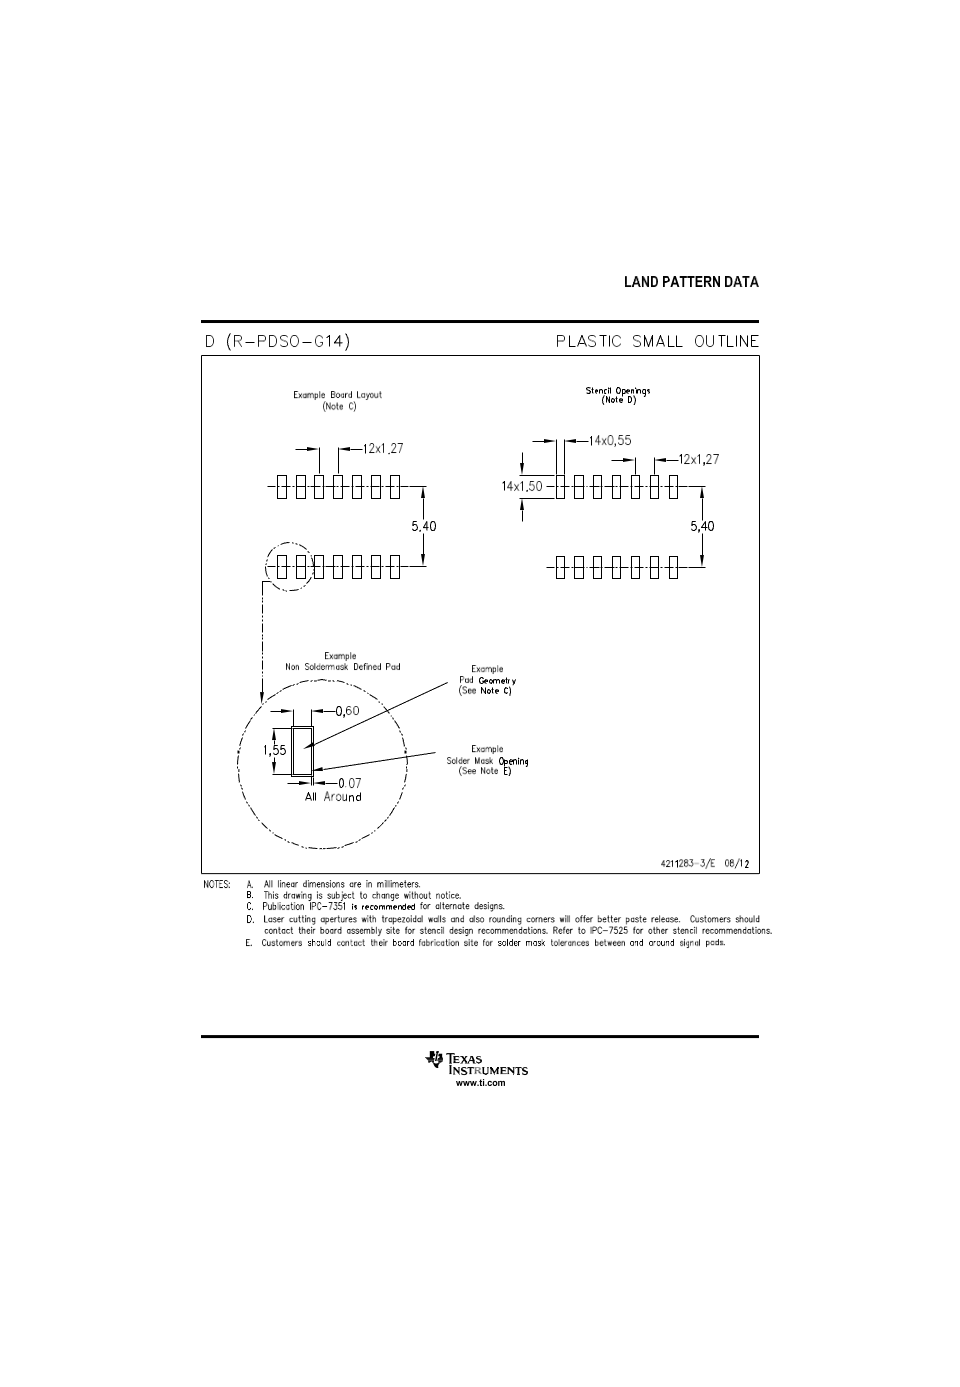 LAND PATTERN DATA
D (R-PDSO-G14)
PLASTIC SMALL OUTLINE
Example Board Layout
(Note C)
Stencil Openings
(Note D)
12x1.27
14x0,55
12x1,27
14x1.50
5.40
5,40
Example
Non Soldermask Defined Pad
Example
Pad Geometry
(See Note C)
0,60
1,55
Example
Solder Mask Opening
(See Note E)
0.07
All Around
4211283-3/E 08/12
NOTES: A. All linear dimensions are in millimeters.
B. This drawing is subject to change without notice.
C. Publication IPC-7351 is recommended for alternate designs.
D. Laser cutting apertures with trapezoidal walls and also rounding corners will offer better paste release. Customers should
contact their board assembly site for stencil design recommendations. Refer to IPC-7525 for other stencil recommendations.
E. Customers should contact their board fabrication site for solder mask tolerances between and around signal pads.
TEXAS
INSTRUMENTS
www.ti.com